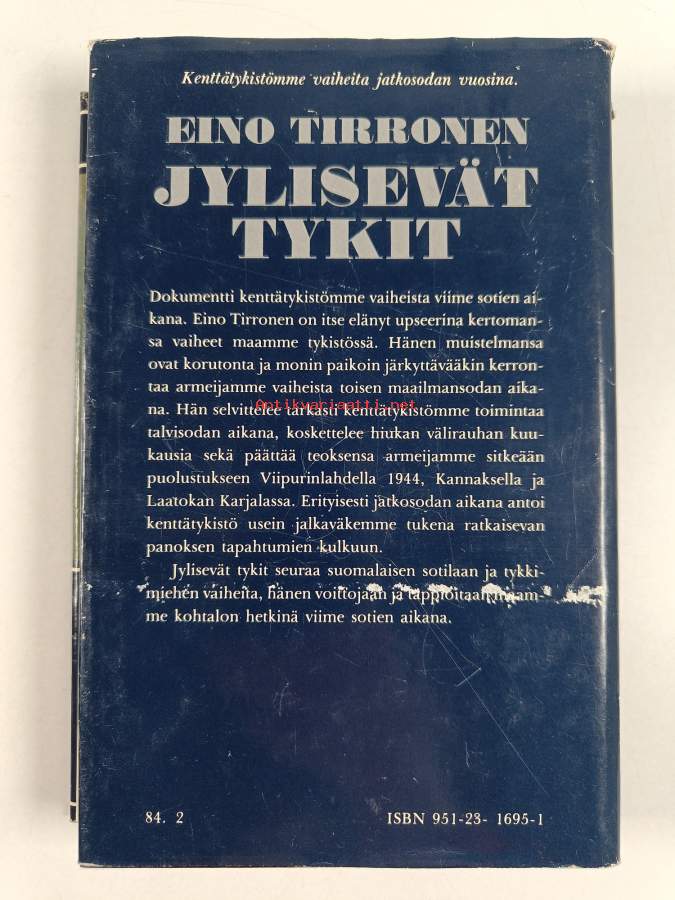 Kenttätykistömme vaiheita jatkosodan vuosina.
EINO TIRRONEN
JYLISEVÄT
TYKIT
Dokumentti kenttätykistömme vaiheista viime sotien ai-
kana. Eino Tirronen on itse elänyt upseerina kertoman-
sa vaiheet maamme tykistössä. Hänen muistelmansa
ovat korutonta ja monin paikoin järkyttävääkin kerron-
taa armeijamme vaiheista toisen maailmansodan aika-
na. Hän selvittelee tarkasti kenttätykistömme toimintaa
Antikvariaatti.net
talvisodan aikana, koskettelee hiukan välirauhan kuu-
kausia sekä päättää teoksensa armeijamme sitkeään
puolustukseen Viipurinlahdella 1944, Kannaksella ja
Laatokan Karjalassa. Erityisesti jatkosodan aikana antoi
kenttätykistö usein jalkaväkemme tukena ratkaisevan
panoksen tapahtumien kulkuun.
Jylisevät tykit seuraa suomalaisen sotilaan ja tykki-
miehen vaiheita, hänen voittojaan ja tappioitaan maam-
me kohtalon hetkinä viime sotien aikana.
84. 2
ISBN 951-23- 1695-1